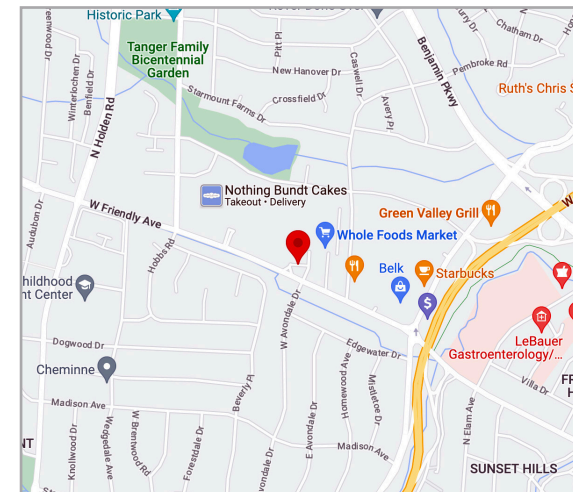 Historic Park
Tanger Family
Bicentennial
Garden
Winterlochen Dr
Benfield Dr
N Holden Rd
Pitt Pl
New Hanover Dr
Caswell Dr
Crossfield Dt
Starmount Farms Dr
Avery Pl
Benjamin Pkwy
Chatham Dr
Pembroke Rd
Ruth's Chris S
Nothing Bundt Cakes
Takeout • Delivery
Audubon Dr
W Friendly Ave
Hobbs Rd
Green Valley Grill
Whole Foods Market
Belk
Starbucks
$
hildhood
nt Center
W Avondale Dr
LeBauer
Gastroenterology/...
Dogwood Dr
Edgewater Dr
Cheminne
Villa Dr
Madison Ave
Beverly Pl
Homewood Ave
Mistletoe Dr
N Elam Ave
Knollwood Dr
Wedgedale Ave
W Brentwood Rd
Forestdale Dr
vondale Dr
E Avondale Dr
Madison Ave
SUNSET HILLS